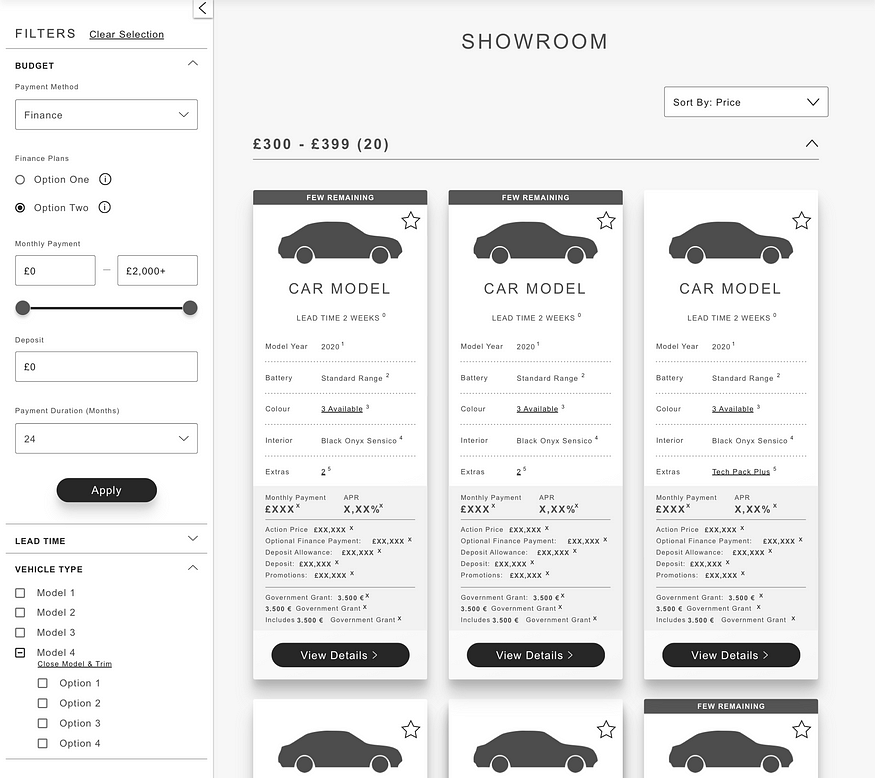 FILTERS Clear Selection
BUDGET
Payment Method
Finance
Finance Plans
Option One i
Option Two i
Monthly Payment
£0 — £2,000+
Deposit
£0
Payment Duration (Months)
24
Apply
LEAD TIME
VEHICLE TYPE
Model 1
Model 2
Model 3
Model 4
Close Model & Trim
Option 1
Option 2
Option 3
Option 4
SHOWROOM
Sort By: Price
£300 - £399 (20)
FEW REMAINING
CAR MODEL
LEAD TIME 2 WEEKS 0
Model Year 2020 1
Battery Standard Range 2
Colour 3 Available 3
Interior Black Onyx Sensico 4
Extras 2 5
Monthly Payment APR
£XXX x X,XX% x
Action Price £XX,XXX x
Optional Finance Payment: £XX,XXX x
Deposit Allowance: £XX,XXX x
Deposit: £XX,XXX x
Promotions: £XX,XXX x
Government Grant: 3.500 € x
3.500 € Government Grant x
Includes 3.500 € Government Grant x
View Details >
FEW REMAINING
CAR MODEL
LEAD TIME 2 WEEKS 0
Model Year 2020 1
Battery Standard Range 2
Colour 3 Available 3
Interior Black Onyx Sensico 4
Extras 2 5
Monthly Payment APR
£XXX x X,XX% x
Action Price £XX,XXX x
Optional Finance Payment: £XX,XXX x
Deposit Allowance: £XX,XXX x
Deposit: £XX,XXX x
Promotions: £XX,XXX x
Government Grant: 3.500 € x
3.500 € Government Grant x
Includes 3.500 € Government Grant x
View Details >
CAR MODEL
LEAD TIME 2 WEEKS 0
Model Year 2020 1
Battery Standard Range 2
Colour 3 Available 3
Interior Black Onyx Sensico 4
Extras Tech Pack Plus 5
Monthly Payment APR
£XXX x X,XX% x
Action Price £XX,XXX x
Optional Finance Payment: £XX,XXX x
Deposit Allowance: £XX,XXX x
Deposit: £XX,XXX x
Promotions: £XX,XXX x
Government Grant: 3.500 € x
3.500 € Government Grant x
Includes 3.500 € Government Grant x
View Details >
FEW REMAINING